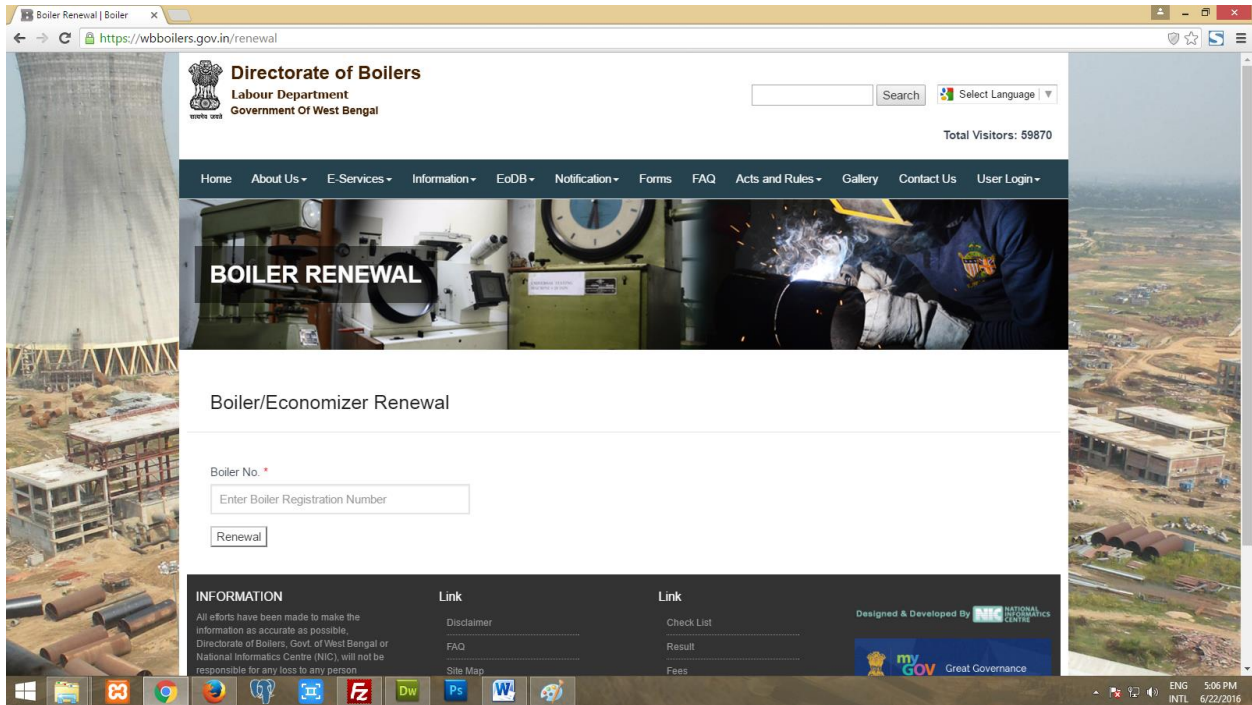 Boiler Renewal | Boiler
https://wbboilers.gov.in/renewal
Directorate of Boilers
Labour Department
Government Of West Bengal
सत्यमेव जयते
Search
Select Language
Total Visitors: 59870
Home About Us E-Services Information EoDB Notification Forms FAQ Acts and Rules Gallery Contact Us User Login
BOILER RENEWAL
Boiler/Economizer Renewal
Boiler No. *
Enter Boiler Registration Number
Renewal
INFORMATION
All efforts have been made to make the
information as accurate as possible,
Directorate of Boilers, Govt. of West Bengal or
National Informatics Centre (NIC), will not be
responsible for any loss to any person
Link
Disclaimer
FAQ
Site Map
Link
Check List
Result
Fees
Designed & Developed By NIC NATIONAL
INFORMATICS
CENTRE
my
GOV Great Governance
Fz Dw Ps W
ENG 5:06 PM
INTL 6/22/2016